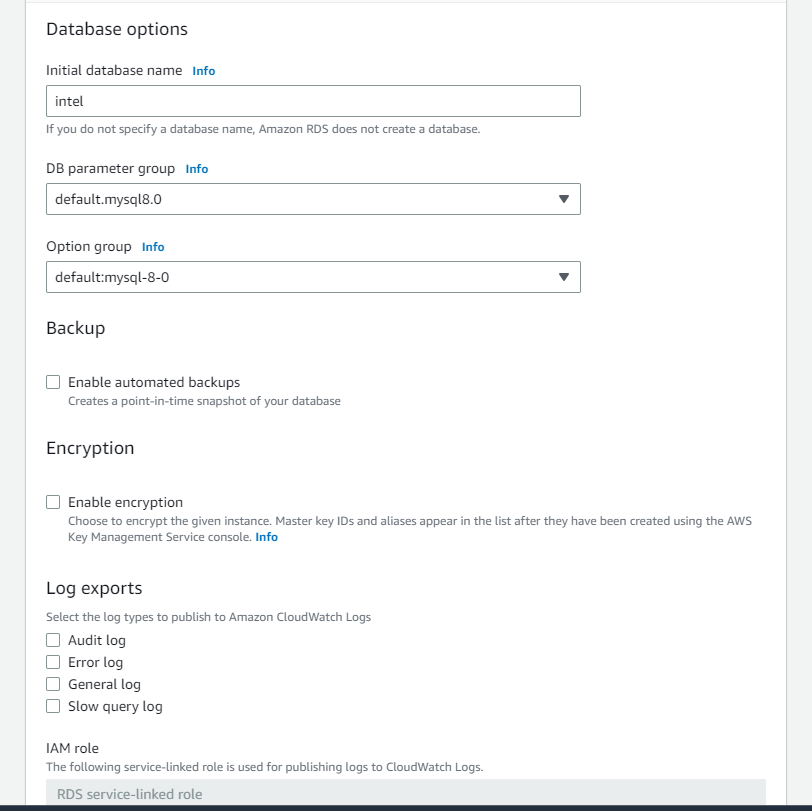 Database options
Initial database name Info
intel
If you do not specify a database name, Amazon RDS does not create a database.
DB parameter group Info
default.mysql8.0
Option group Info
default:mysql-8-0
Backup
Enable automated backups
Creates a point-in-time snapshot of your database
Encryption
Enable encryption
Choose to encrypt the given instance. Master key IDs and aliases appear in the list after they have been created using the AWS
Key Management Service console. Info
Log exports
Select the log types to publish to Amazon CloudWatch Logs
Audit log
Error log
General log
Slow query log
IAM role
The following service-linked role is used for publishing logs to CloudWatch Logs.
RDS service-linked role